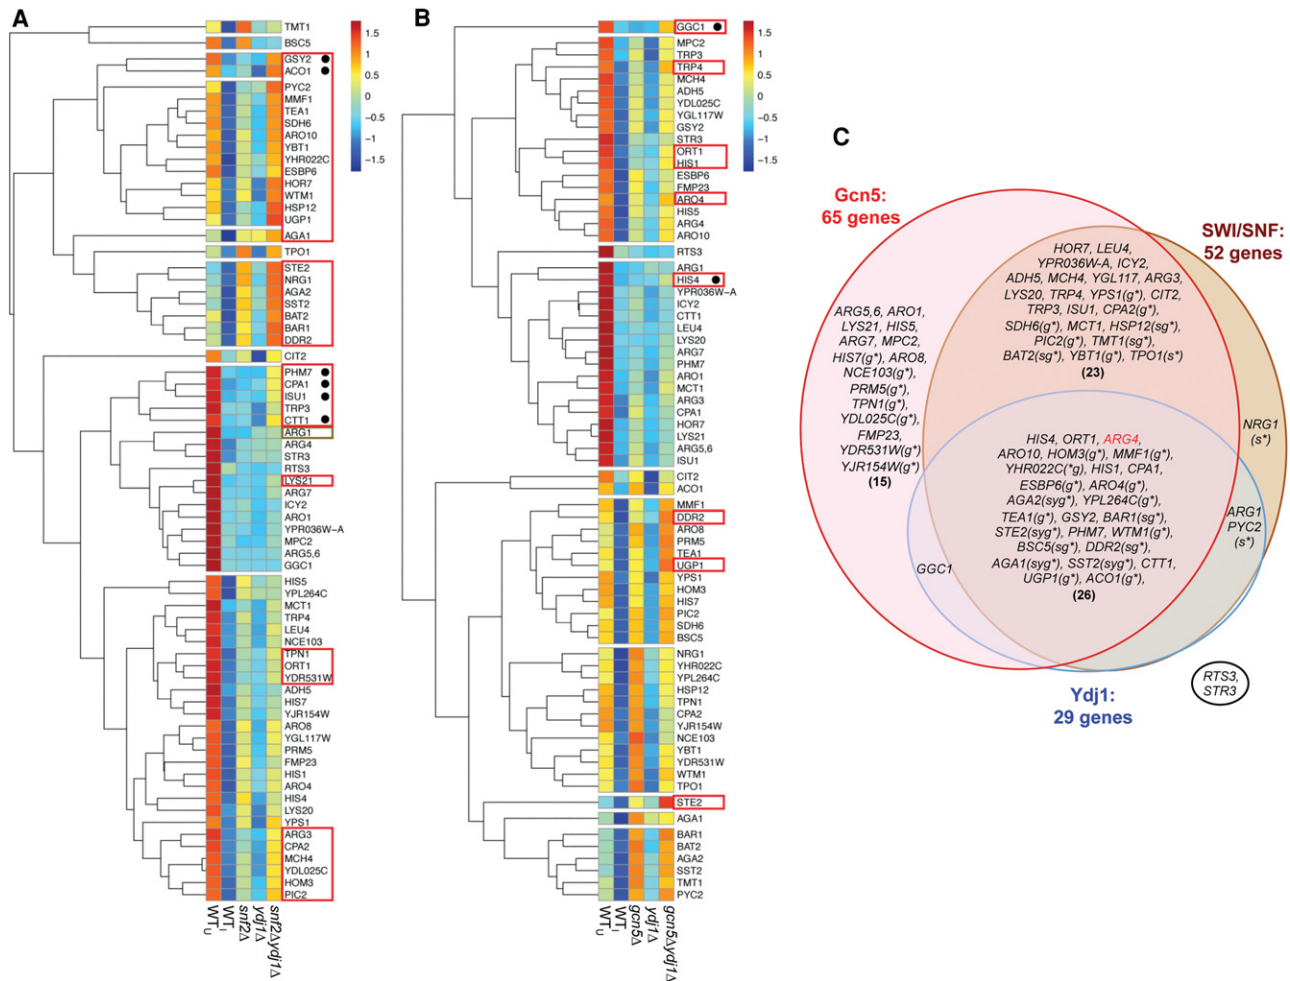 A
TMT1
BSC5
GSY2
ACO1
PYC2
MMF1
TEA1
SDH6
ARO10
YBT1
YHR022C
ESBP6
HOR7
WTM1
HSP12
UGP1
AGA1
TPO1
STE2
NRG1
AGA2
SST2
BAT2
BAR1
DDR2
CIT2
PHM7
CPA1
ISU1
TRP3
CTT1
ARG1
ARG4
STR3
RTS3
LYS21
ARG7
ICY2
ARO1
YPR036W-A
MPC2
ARG5,6
GGC1
HIS5
YPL264C
MCT1
TRP4
LEU4
NCE103
TPN1
ORT1
YDR531W
ADH5
HIS7
YJR154W
ARO8
YGL117W
PRM5
FMP23
HIS1
ARO4
HIS4
LYS20
YPS1
ARG3
CPA2
MCH4
YDL025C
HOM3
PIC2
1.5
1
0.5
0
-0.5
-1
-1.5
WTU
WTI
snf2Δ
ydj1Δ
snf2Δydj1Δ
B
GGC1
MPC2
TRP3
TRP4
MCH4
ADH5
YDL025C
YGL117W
GSY2
STR3
ORT1
HIS1
ESBP6
FMP23
ARO4
HIS5
ARG4
ARO10
RTS3
ARG1
HIS4
YPR036W-A
ICY2
CTT1
LEU4
LYS20
ARG7
PHM7
ARO1
MCT1
ARG3
CPA1
HOR7
LYS21
ARG5,6
ISU1
CIT2
ACO1
MMF1
DDR2
ARO8
PRM5
TEA1
UGP1
YPS1
HOM3
HIS7
PIC2
SDH6
BSC5
NRG1
YHR022C
YPL264C
HSP12
TPN1
CPA2
YJR154W
NCE103
YBT1
YDR531W
WTM1
TPO1
STE2
AGA1
BAR1
BAT2
AGA2
SST2
TMT1
PYC2
1.5
1
0.5
0
-0.5
-1
-1.5
WTU
WTI
gcn5Δ
ydj1Δ
gcn5Δydj1Δ
C
Gcn5:
65 genes
SWI/SNF:
52 genes
HOR7, LEU4,
YPR036W-A, ICY2,
ADH5, MCH4, YGL117, ARG3,
LYS20, TRP4, YPS1(g*), CIT2,
TRP3, ISU1, CPA2(g*),
SDH6(g*), MCT1, HSP12(sg*),
PIC2(g*), TMT1(sg*),
BAT2(sg*), YBT1(g*), TPO1(s*)
(23)
ARG5,6, ARO1,
LYS21, HIS5,
ARG7, MPC2,
HIS7(g*), ARO8,
NCE103(g*),
PRM5(g*),
TPN1(g*),
YDL025C(g*),
FMP23,
YDR531W(g*)
YJR154W(g*)
(15)
NRG1
(s*)
HIS4, ORT1, ARG4,
ARO10, HOM3(g*), MMF1(g*),
YHR022C(*g), HIS1, CPA1,
ESBP6(g*), ARO4(g*),
AGA2(syg*), YPL264C(g*),
TEA1(g*), GSY2, BAR1(sg*),
STE2(syg*), PHM7, WTM1(g*),
BSC5(sg*), DDR2(sg*),
AGA1(syg*), SST2(syg*), CTT1,
UGP1(g*), ACO1(g*),
(26)
ARG1
PYC2
(s*)
GGC1
Ydj1:
29 genes
RTS3,
STR3